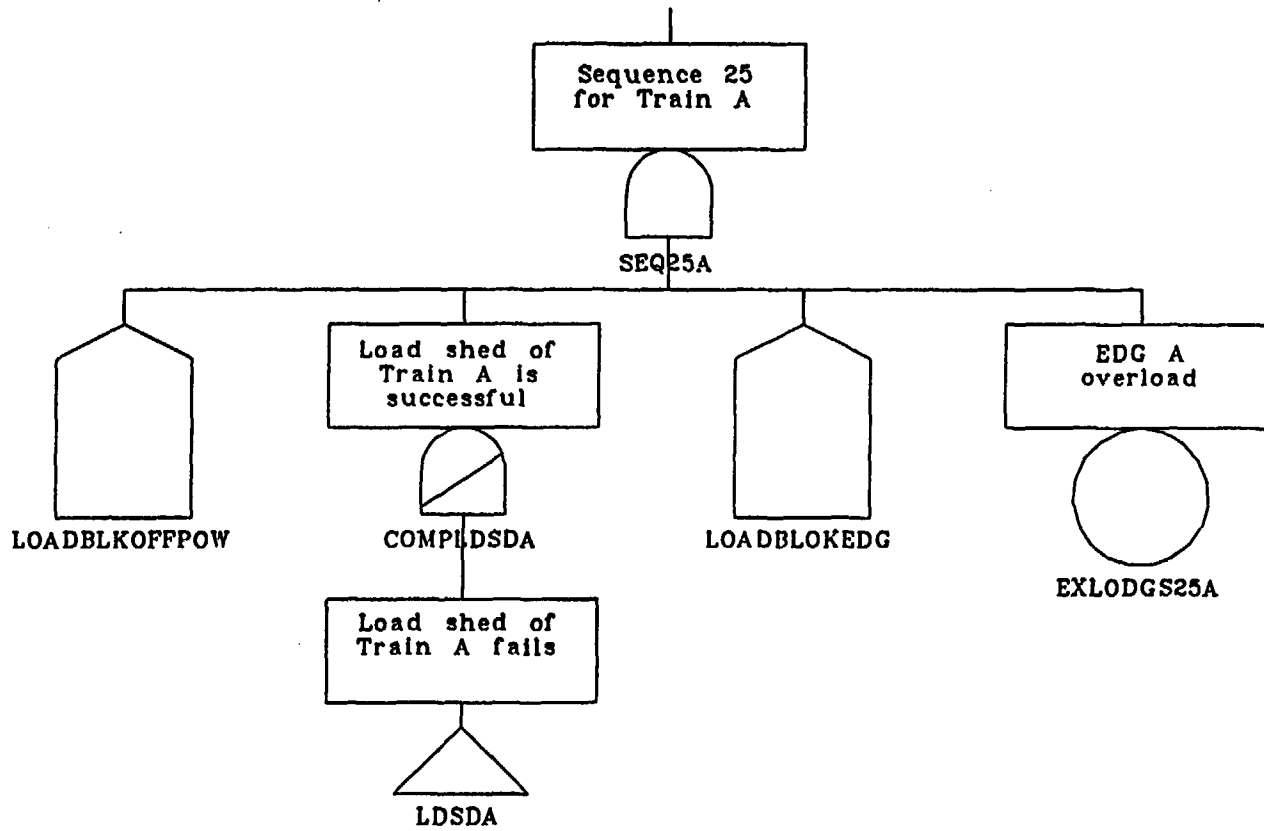 Sequence 25
for Train A
SEQ25A
Load shed of
Train A is
successful
EDG A
overload
LOADBLKOFFPOW
COMPLDSDA
LOADBLOKEDG
EXLODGS25A
Load shed of
Train A fails
LDSDA